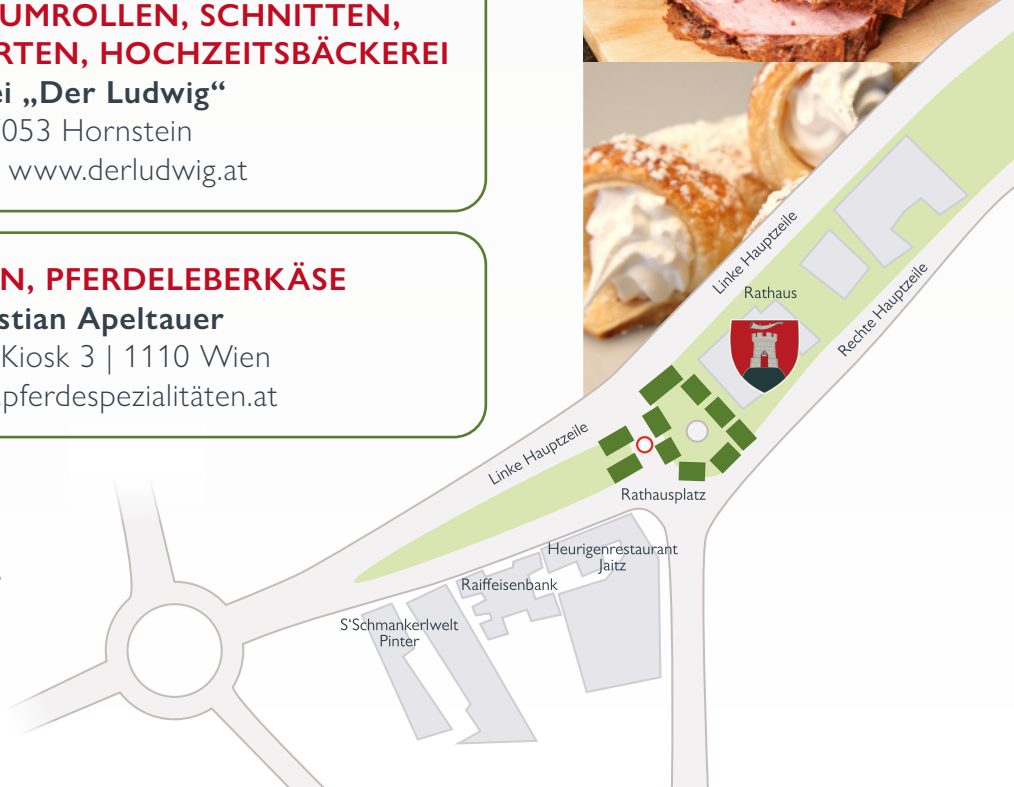 UMROLLEN, SCHNITTEN,
RTEN, HOCHZEITSBÄCKEREI
ei „Der Ludwig“
053 Hornstein
www.derludwig.at
N, PFERDELEBERKÄSE
stian Apeltauer
Kiosk 3 | 1110 Wien
.pferdespezialitäten.at
Linke Hauptzeile
Rathaus
Rechte Hauptzeile
Linke Hauptzeile
Rathausplatz
Heurigenrestaurant
Jaitz
Raiffeisenbank
S‘Schmankerlwelt
Pinter